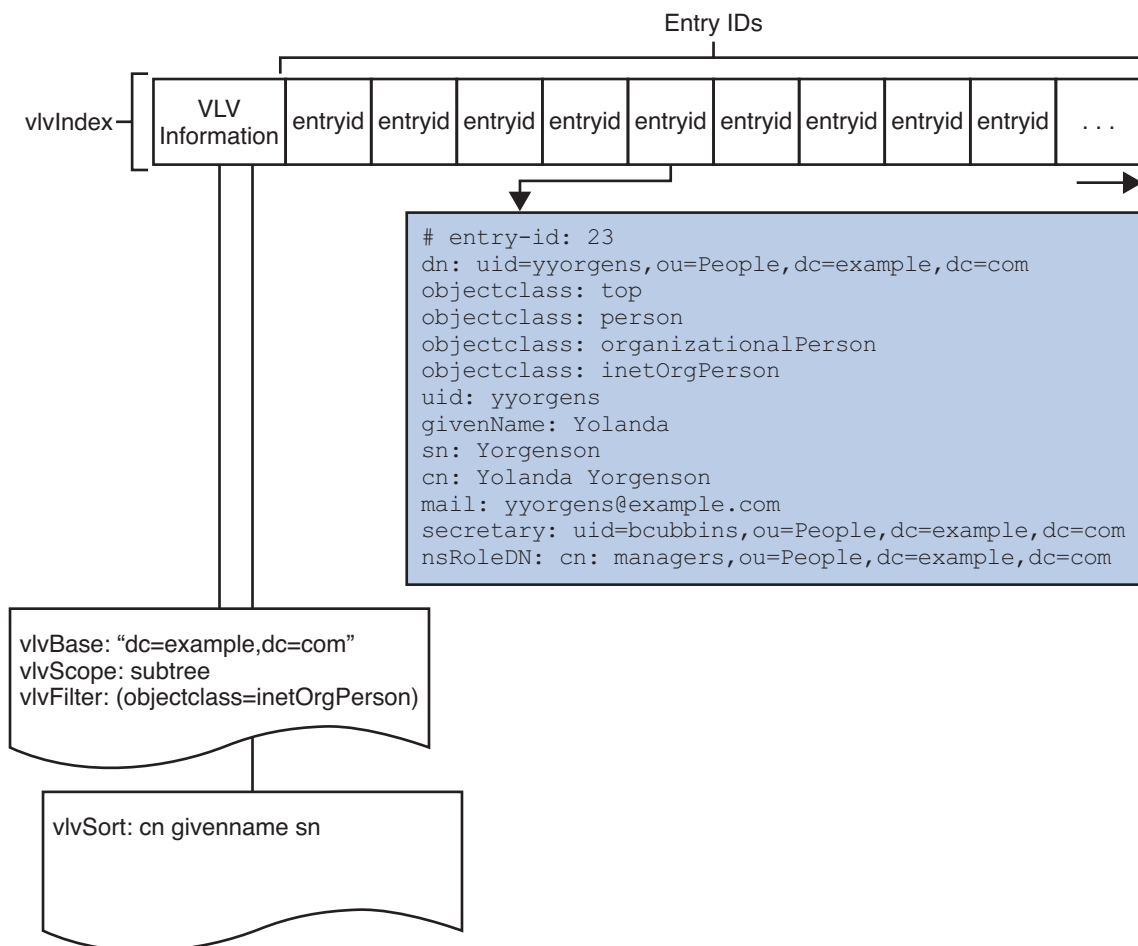 Entry IDs
vlvIndex
VLV
Information
entryid entryid entryid entryid entryid entryid entryid entryid entryid . . .
# entry-id: 23
dn: uid=yyorgens,ou=People,dc=example,dc=com
objectclass: top
objectclass: person
objectclass: organizationalPerson
objectclass: inetOrgPerson
uid: yyorgens
givenName: Yolanda
sn: Yorgenson
cn: Yolanda Yorgenson
mail: yyorgens@example.com
secretary: uid=bcubbins,ou=People,dc=example,dc=com
nsRoleDN: cn: managers,ou=People,dc=example,dc=com
vlvBase: “dc=example,dc=com”
vlvScope: subtree
vlvFilter: (objectclass=inetOrgPerson)
vlvSort: cn givenname sn